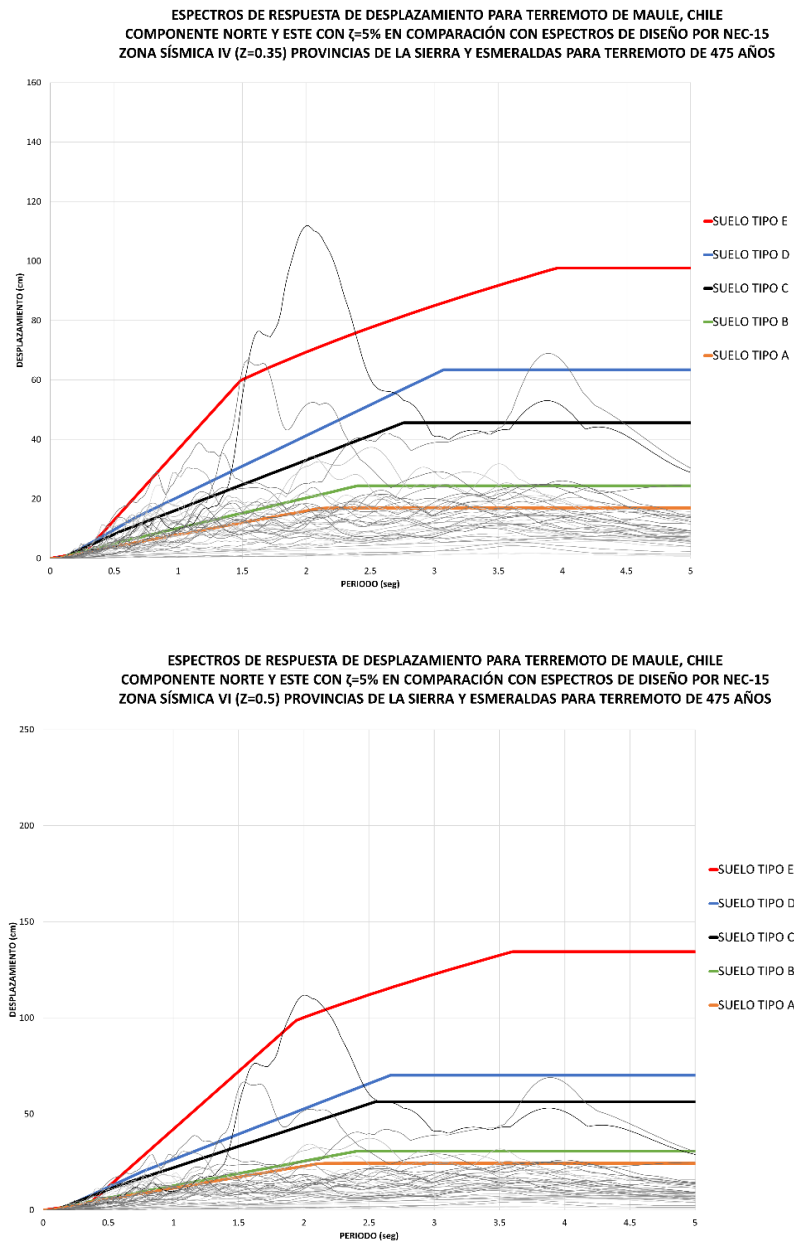 ESPECTROS DE RESPUESTA DE DESPLAZAMIENTO PARA TERREMOTO DE MAULE, CHILE
COMPONENTE NORTE Y ESTE CON ζ=5% EN COMPARACIÓN CON ESPECTROS DE DISEÑO POR NEC-15
ZONA SÍSMICA IV (Z=0.35) PROVINCIAS DE LA SIERRA Y ESMERALDAS PARA TERREMOTO DE 475 AÑOS
160
140
120
100
80
60
40
20
0
DESPLAZAMIENTO (cm)
0 0.5 1 1.5 2 2.5 3 3.5 4 4.5 5
PERIODO (seg)
SUELO TIPO E
SUELO TIPO D
SUELO TIPO C
SUELO TIPO B
SUELO TIPO A
ESPECTROS DE RESPUESTA DE DESPLAZAMIENTO PARA TERREMOTO DE MAULE, CHILE
COMPONENTE NORTE Y ESTE CON ζ=5% EN COMPARACIÓN CON ESPECTROS DE DISEÑO POR NEC-15
ZONA SÍSMICA VI (Z=0.5) PROVINCIAS DE LA SIERRA Y ESMERALDAS PARA TERREMOTO DE 475 AÑOS
250
200
150
100
50
0
DESPLAZAMIENTO (cm)
0 0.5 1 1.5 2 2.5 3 3.5 4 4.5 5
PERIODO (seg)
SUELO TIPO E
SUELO TIPO D
SUELO TIPO C
SUELO TIPO B
SUELO TIPO A